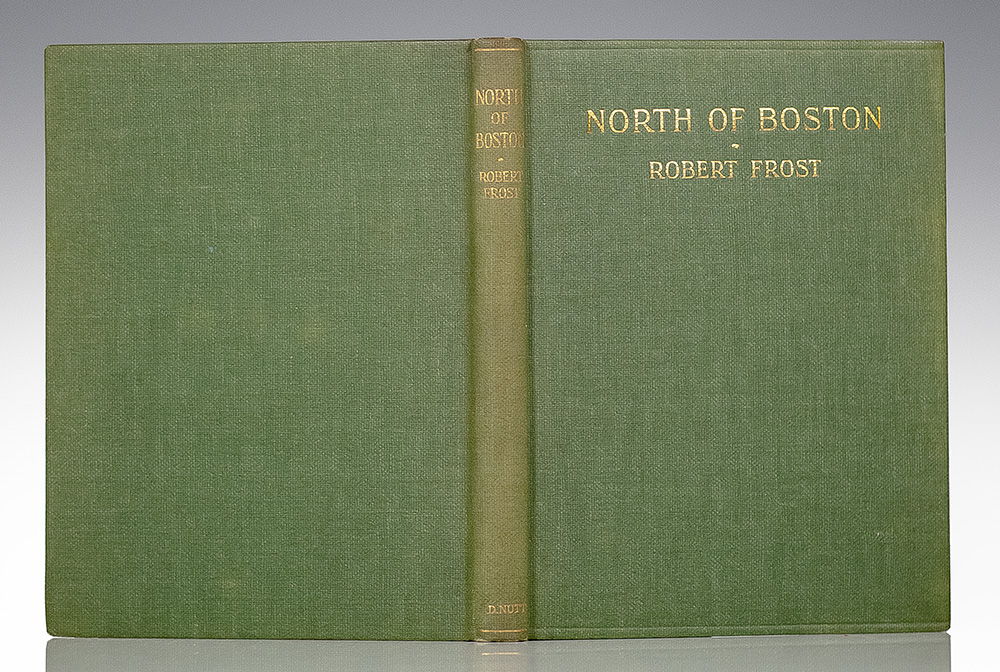 NORTH
OF
BOSTON
ROBERT
FROST
D. NUTT
NORTH OF BOSTON
ROBERT FROST